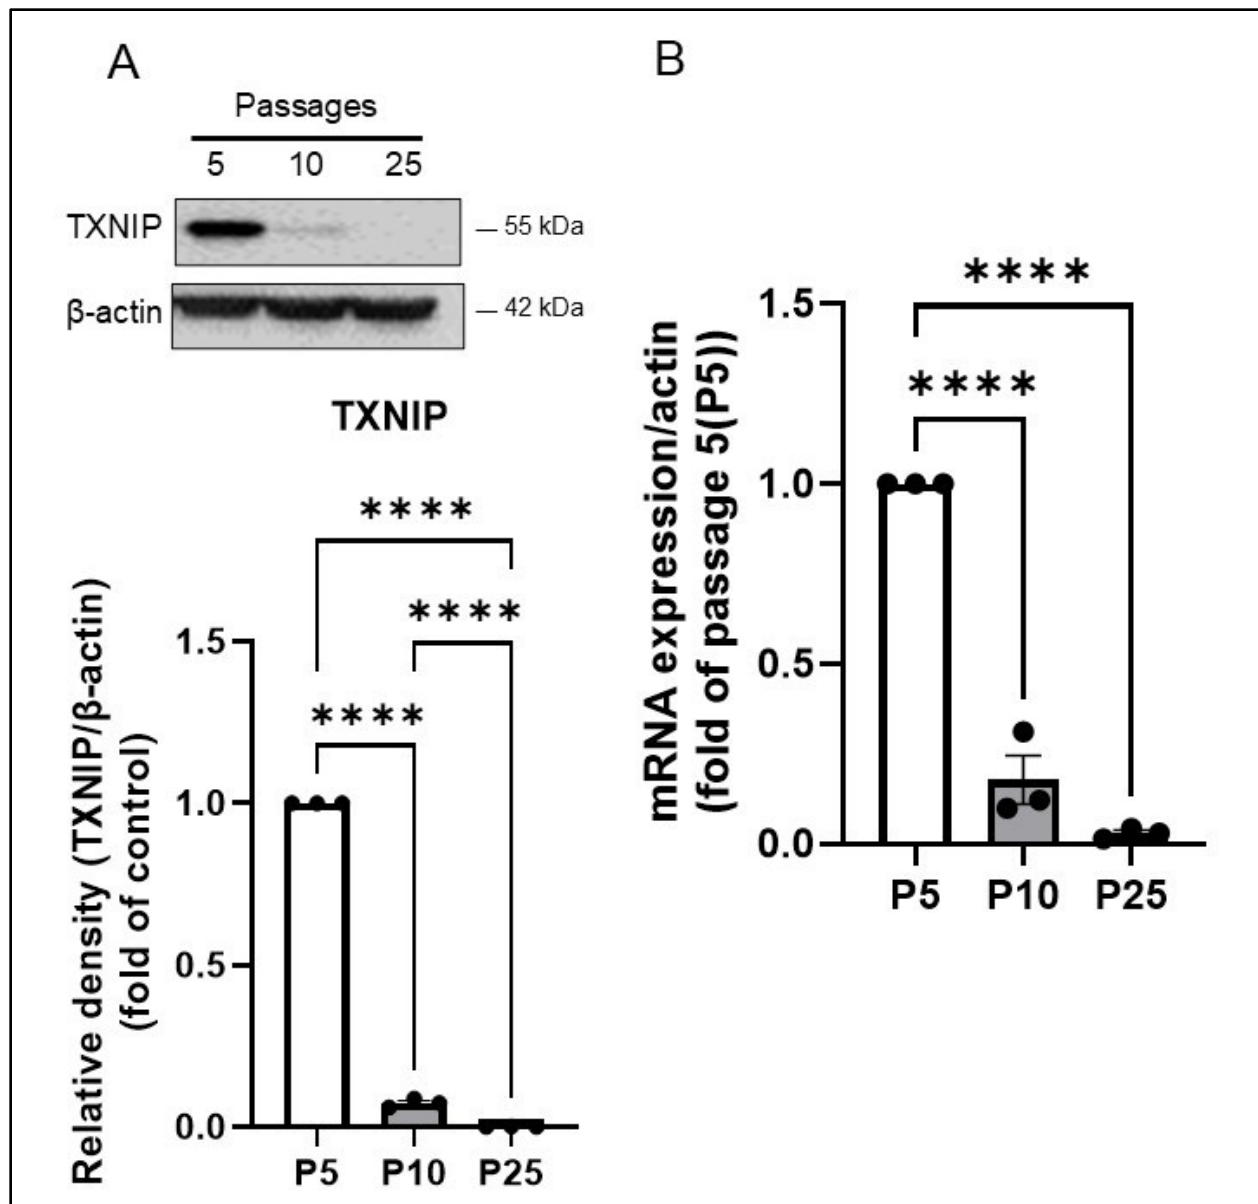 A
Passages
5 10 25
TXNIP
— 55 kDa
β-actin
— 42 kDa
TXNIP
Relative density (TXNIP/β-actin)
(fold of control)
****
****
****
1.5
1.0
0.5
0.0
P5 P10 P25
B
mRNA expression/actin
(fold of passage 5(P5))
****
****
1.5
1.0
0.5
0.0
P5 P10 P25